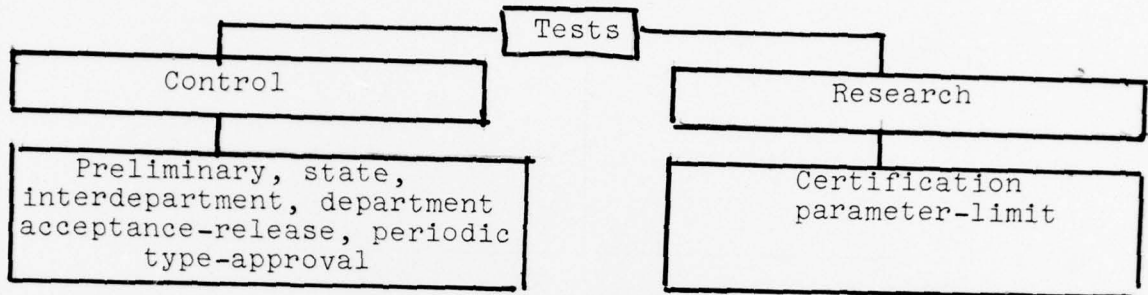 Tests
Control
Research
Preliminary, state,
interdepartment, department
acceptance-release, periodic
type-approval
Certification
parameter-limit